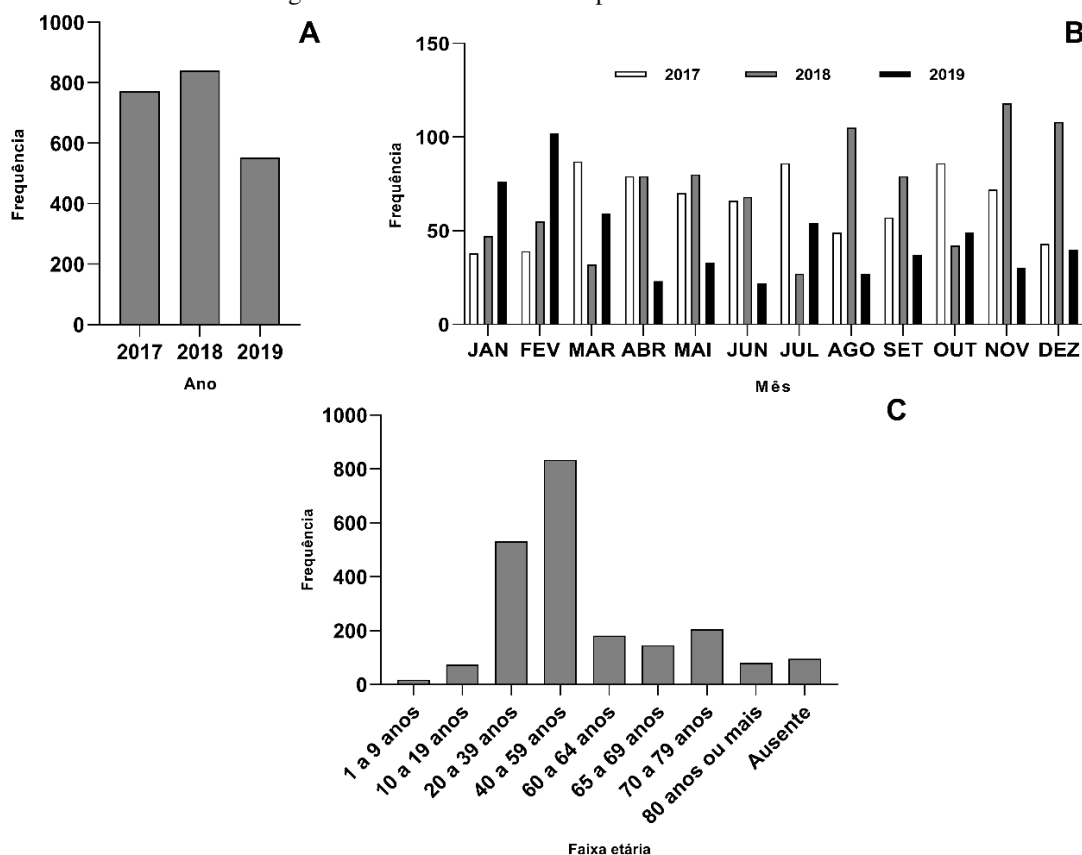 A
1000
800
600
400
200
0
Frequência
2017 2018 2019
Ano
B
150
100
50
0
Frequência
2017 2018 2019
JAN FEV MAR ABR MAI JUN JUL AGO SET OUT NOV DEZ
Mês
C
1000
800
600
400
200
0
Frequência
1 a 9 anos
10 a 19 anos
20 a 39 anos
40 a 59 anos
60 a 64 anos
65 a 69 anos
70 a 79 anos
80 anos ou mais
Ausente
Faixa etária